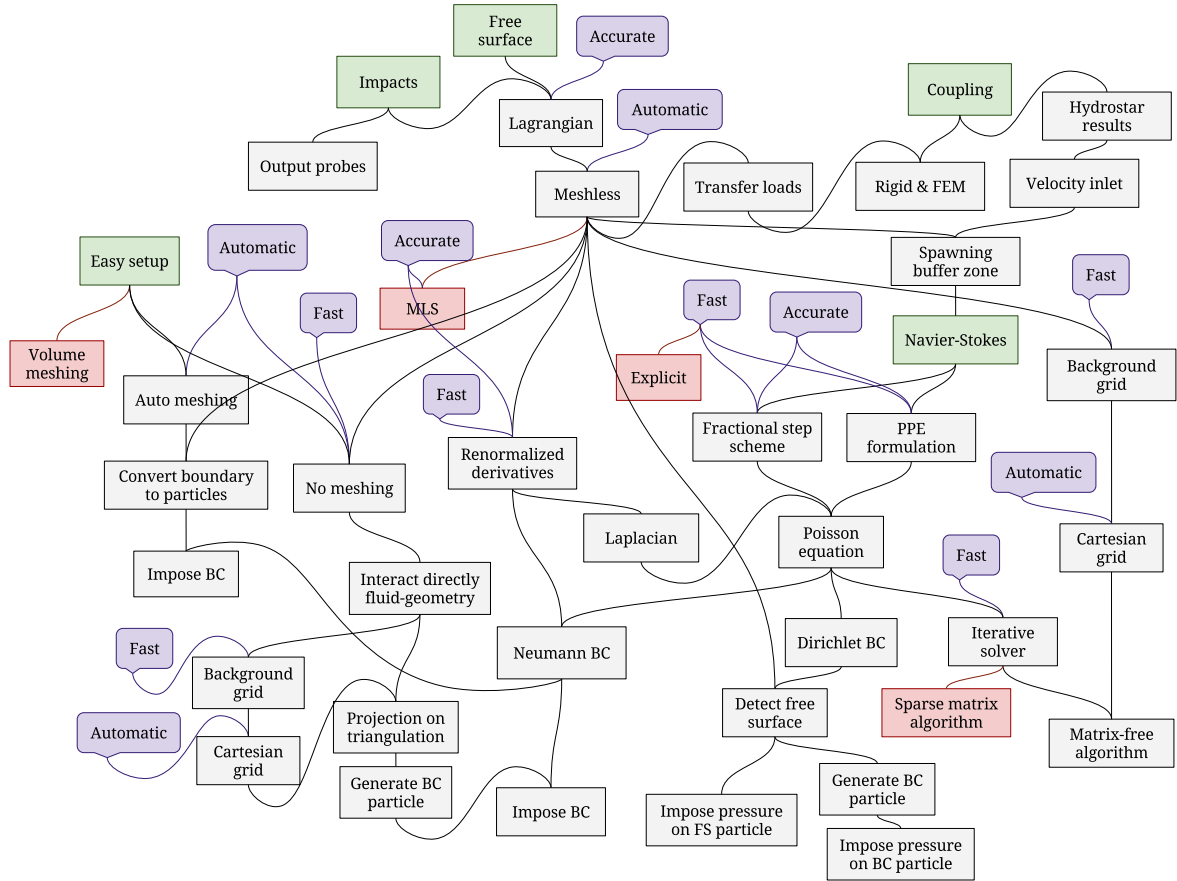 Free
surface
Accurate
Impacts
Coupling
Hydrostar
results
Lagrangian
Automatic
Output probes
Meshless
Transfer loads
Rigid & FEM
Velocity inlet
Easy setup
Automatic
Accurate
Spawning
buffer zone
Fast
Fast
MLS
Fast
Accurate
Navier-Stokes
Volume
meshing
Auto meshing
Explicit
Background
grid
Fast
Fractional step
scheme
PPE
formulation
Renormalized
derivatives
Convert boundary
to particles
No meshing
Automatic
Laplacian
Poisson
equation
Cartesian
grid
Impose BC
Interact directly
fluid-geometry
Fast
Fast
Neumann BC
Dirichlet BC
Iterative
solver
Background
grid
Automatic
Projection on
triangulation
Detect free
surface
Sparse matrix
algorithm
Matrix-free
algorithm
Cartesian
grid
Generate BC
particle
Impose BC
Generate BC
particle
Impose pressure
on FS particle
Impose pressure
on BC particle